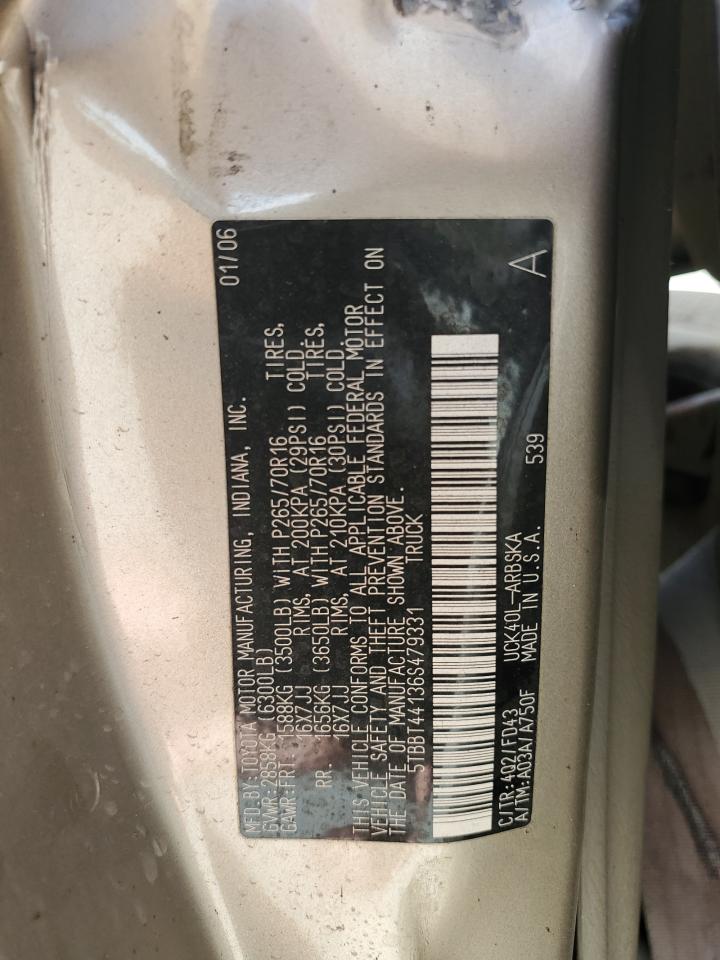 MFD.BY:TOYOTA MOTOR MANUFACTURING, INDIANA, INC. 01/06
GVWR:2858KG (6300LB)
GAWR:FRT. 1588KG (3500LB) WITH P265/70R16 TIRES,
16X7JJ RIMS, AT 200KPA (29PSI) COLD
RR. 1656KG (3650LB) WITH P265/70R16 TIRES,
16X7JJ RIMS, AT 210KPA (30PSI) COLD
THIS VEHICLE CONFORMS TO ALL APPLICABLE FEDERAL MOTOR
VEHICLE SAFETY AND THEFT PREVENTION STANDARDS IN EFFECT ON
THE DATE OF MANUFACTURE SHOWN ABOVE.
5TBBT44136S479331 TRUCK
C/TR:4Q2/FD43 UCK40L-ARBSKA
A/TM:A03A/A750F MADE IN U.S.A. 539 A